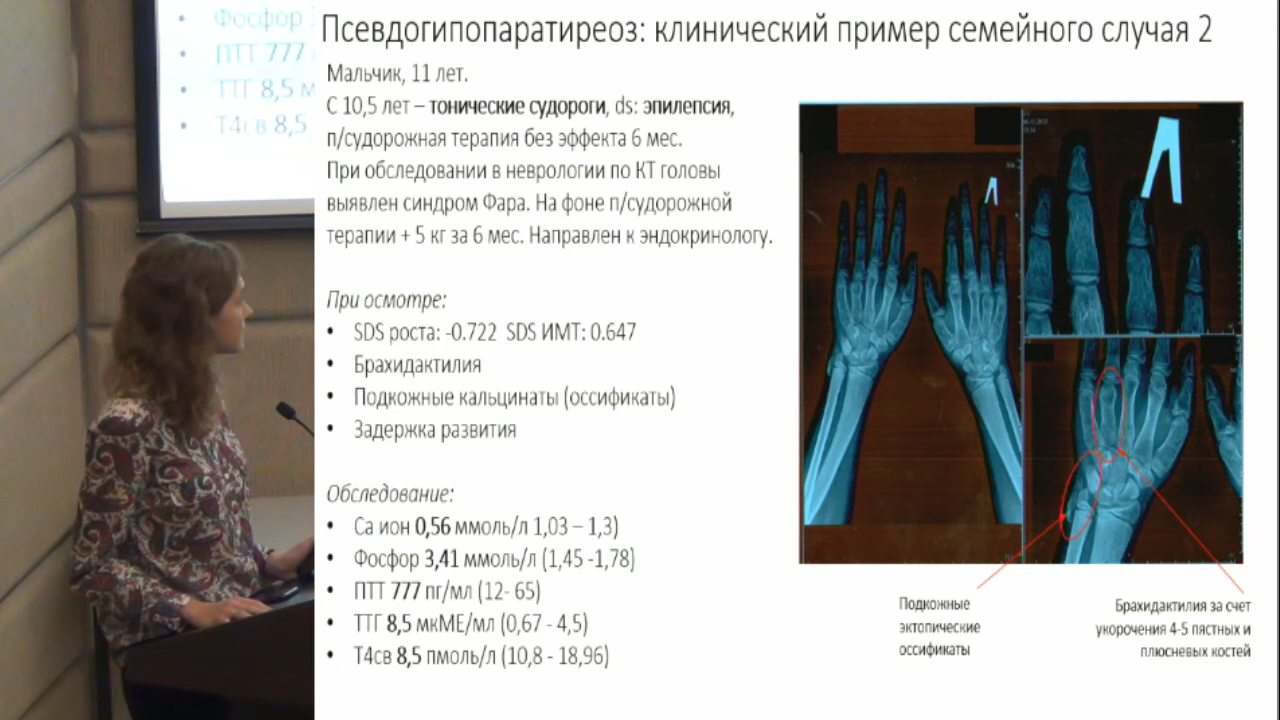 Фосфор
ПТТ 777
ТТГ 8,5 м
Т4св 8,5
Псевдогипопаратиреоз: клинический пример семейного случая 2
Мальчик, 11 лет.
С 10,5 лет – тонические судороги, ds: эпилепсия,
п/судорожная терапия без эффекта 6 мес.
При обследовании в неврологии по КТ головы
выявлен синдром Фара. На фоне п/судорожной
терапии + 5 кг за 6 мес. Направлен к эндокринологу.
При осмотре:
• SDS роста: -0.722 SDS ИМТ: 0.647
• Брахидактилия
• Подкожные кальцинаты (оссификаты)
• Задержка развития
Обследование:
• Са ион 0,56 ммоль/л 1,03 – 1,3)
• Фосфор 3,41 ммоль/л (1,45 -1,78)
• ПТТ 777 пг/мл (12- 65)
• ТТГ 8,5 мкМЕ/мл (0,67 - 4,5)
• Т4св 8,5 пмоль/л (10,8 - 18,96)
Л
Л
Подкожные
эктопические
оссификаты
Брахидактилия за счет
укорочения 4-5 пястных и
плюсневых костей